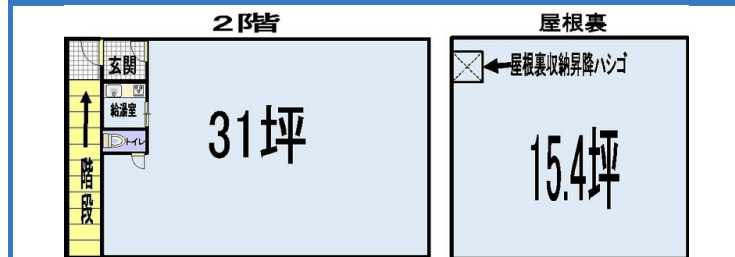 2階
屋根裏
玄関
給湯室
トイレ
階段
31坪
屋根裏収納昇降ハシゴ
15.4坪